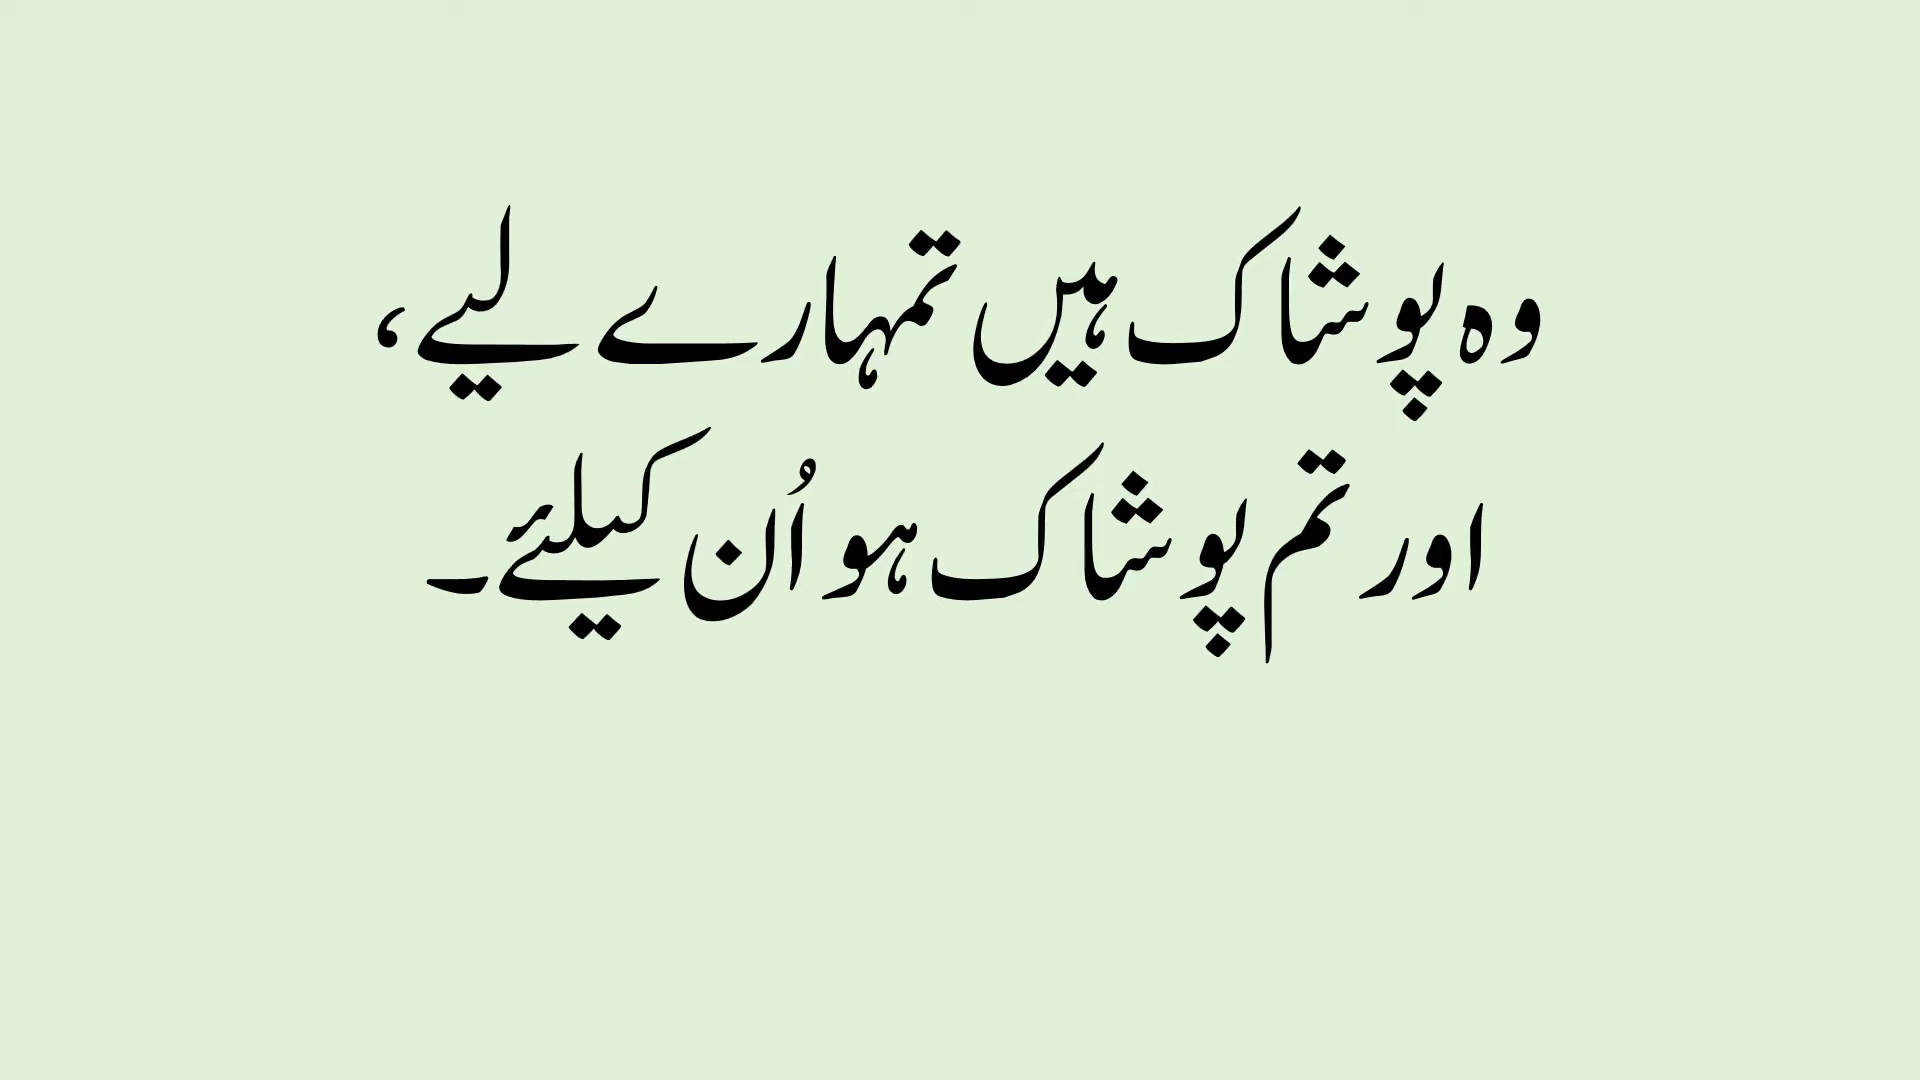 وہ پوشاک ہیں تمہارے لیے،
اور تم پوشاک ہو اُن کیلئے۔